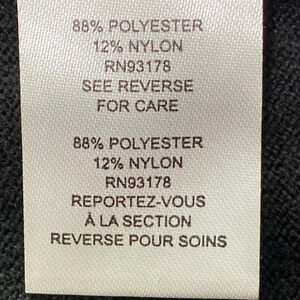 88% POLYESTER
12% NYLON
RN93178
SEE REVERSE
FOR CARE
88% POLYESTER
12% NYLON
RN93178
REPORTEZ-VOUS
À LA SECTION
REVERSE POUR SOINS